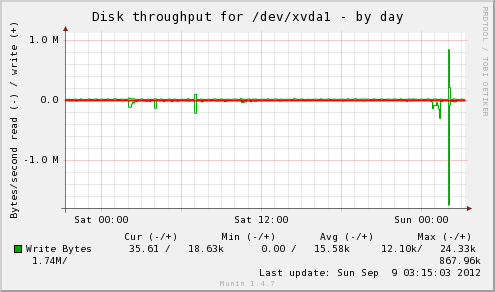 Disk throughput for /dev/xvda1 - by day
RRDTOOL / TOBI OETIKER
Bytes/second read (-) / write (+)
1.0 M
0.0
-1.0 M
Sat 00:00 Sat 12:00 Sun 00:00
Cur (-/+) Min (-/+) Avg (-/+) Max (-/+)
Write Bytes 35.61 / 18.63k 0.00 / 15.58k 12.10k/ 24.33k
1.74M/ 867.96k
Last update: Sun Sep 9 03:15:03 2012
Munin 1.4.7